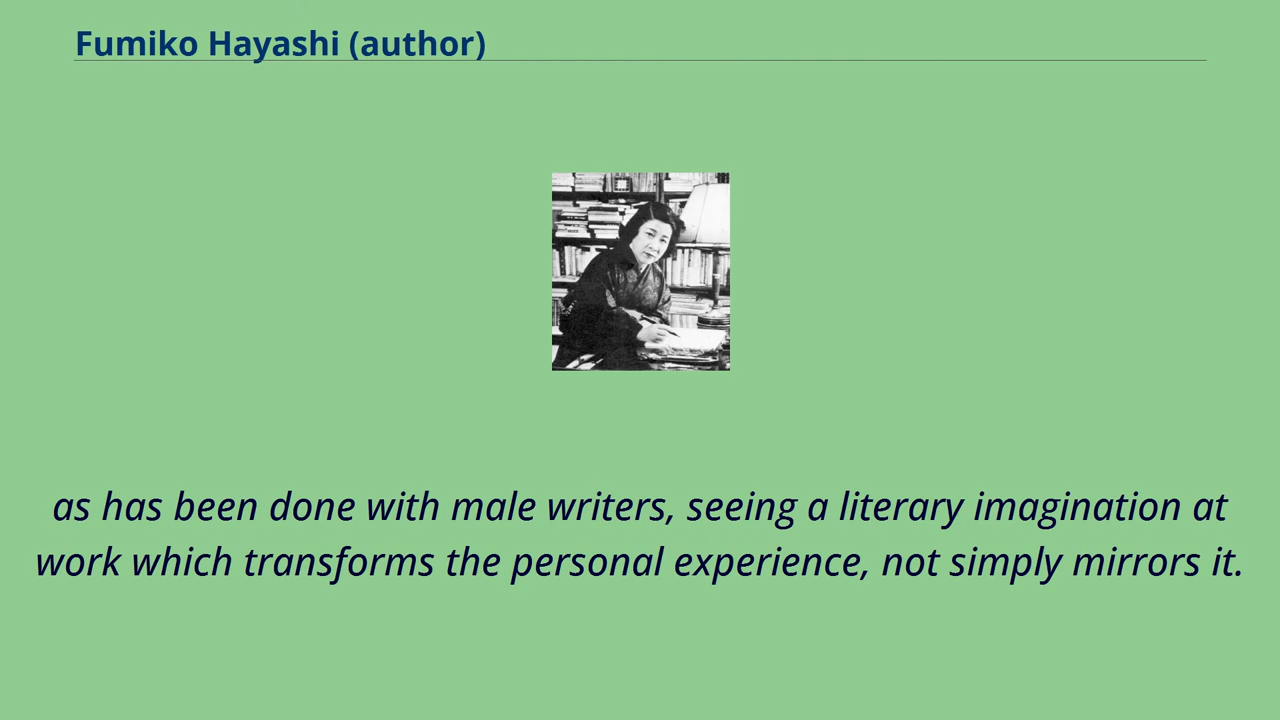 Fumiko Hayashi (author)
as has been done with male writers, seeing a literary imagination at
work which transforms the personal experience, not simply mirrors it.